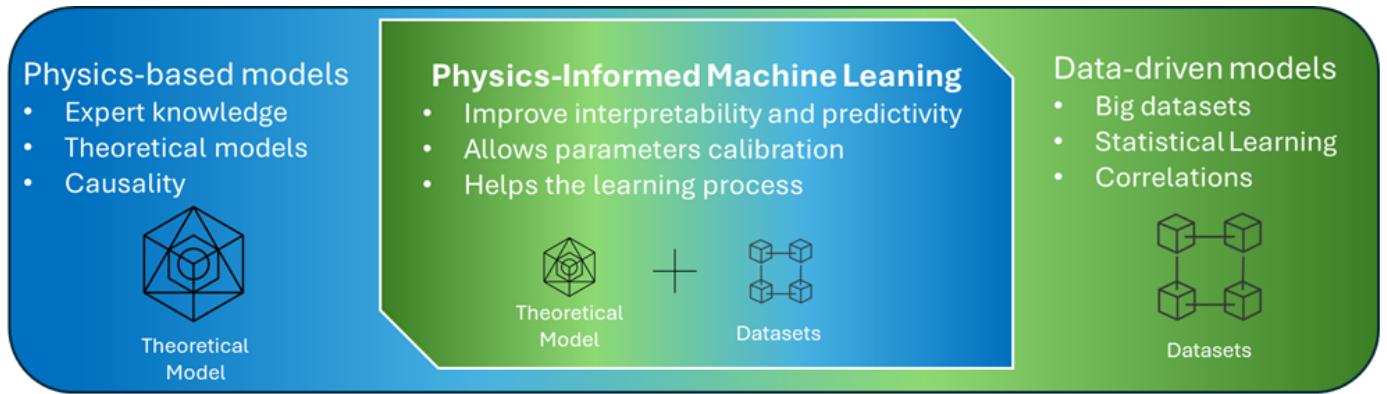 Physics-based models
• Expert knowledge
• Theoretical models
• Causality
Theoretical
Model
Physics-Informed Machine Leaning
• Improve interpretability and predictivity
• Allows parameters calibration
• Helps the learning process
Theoretical
Model
Datasets
Data-driven models
• Big datasets
• Statistical Learning
• Correlations
Datasets